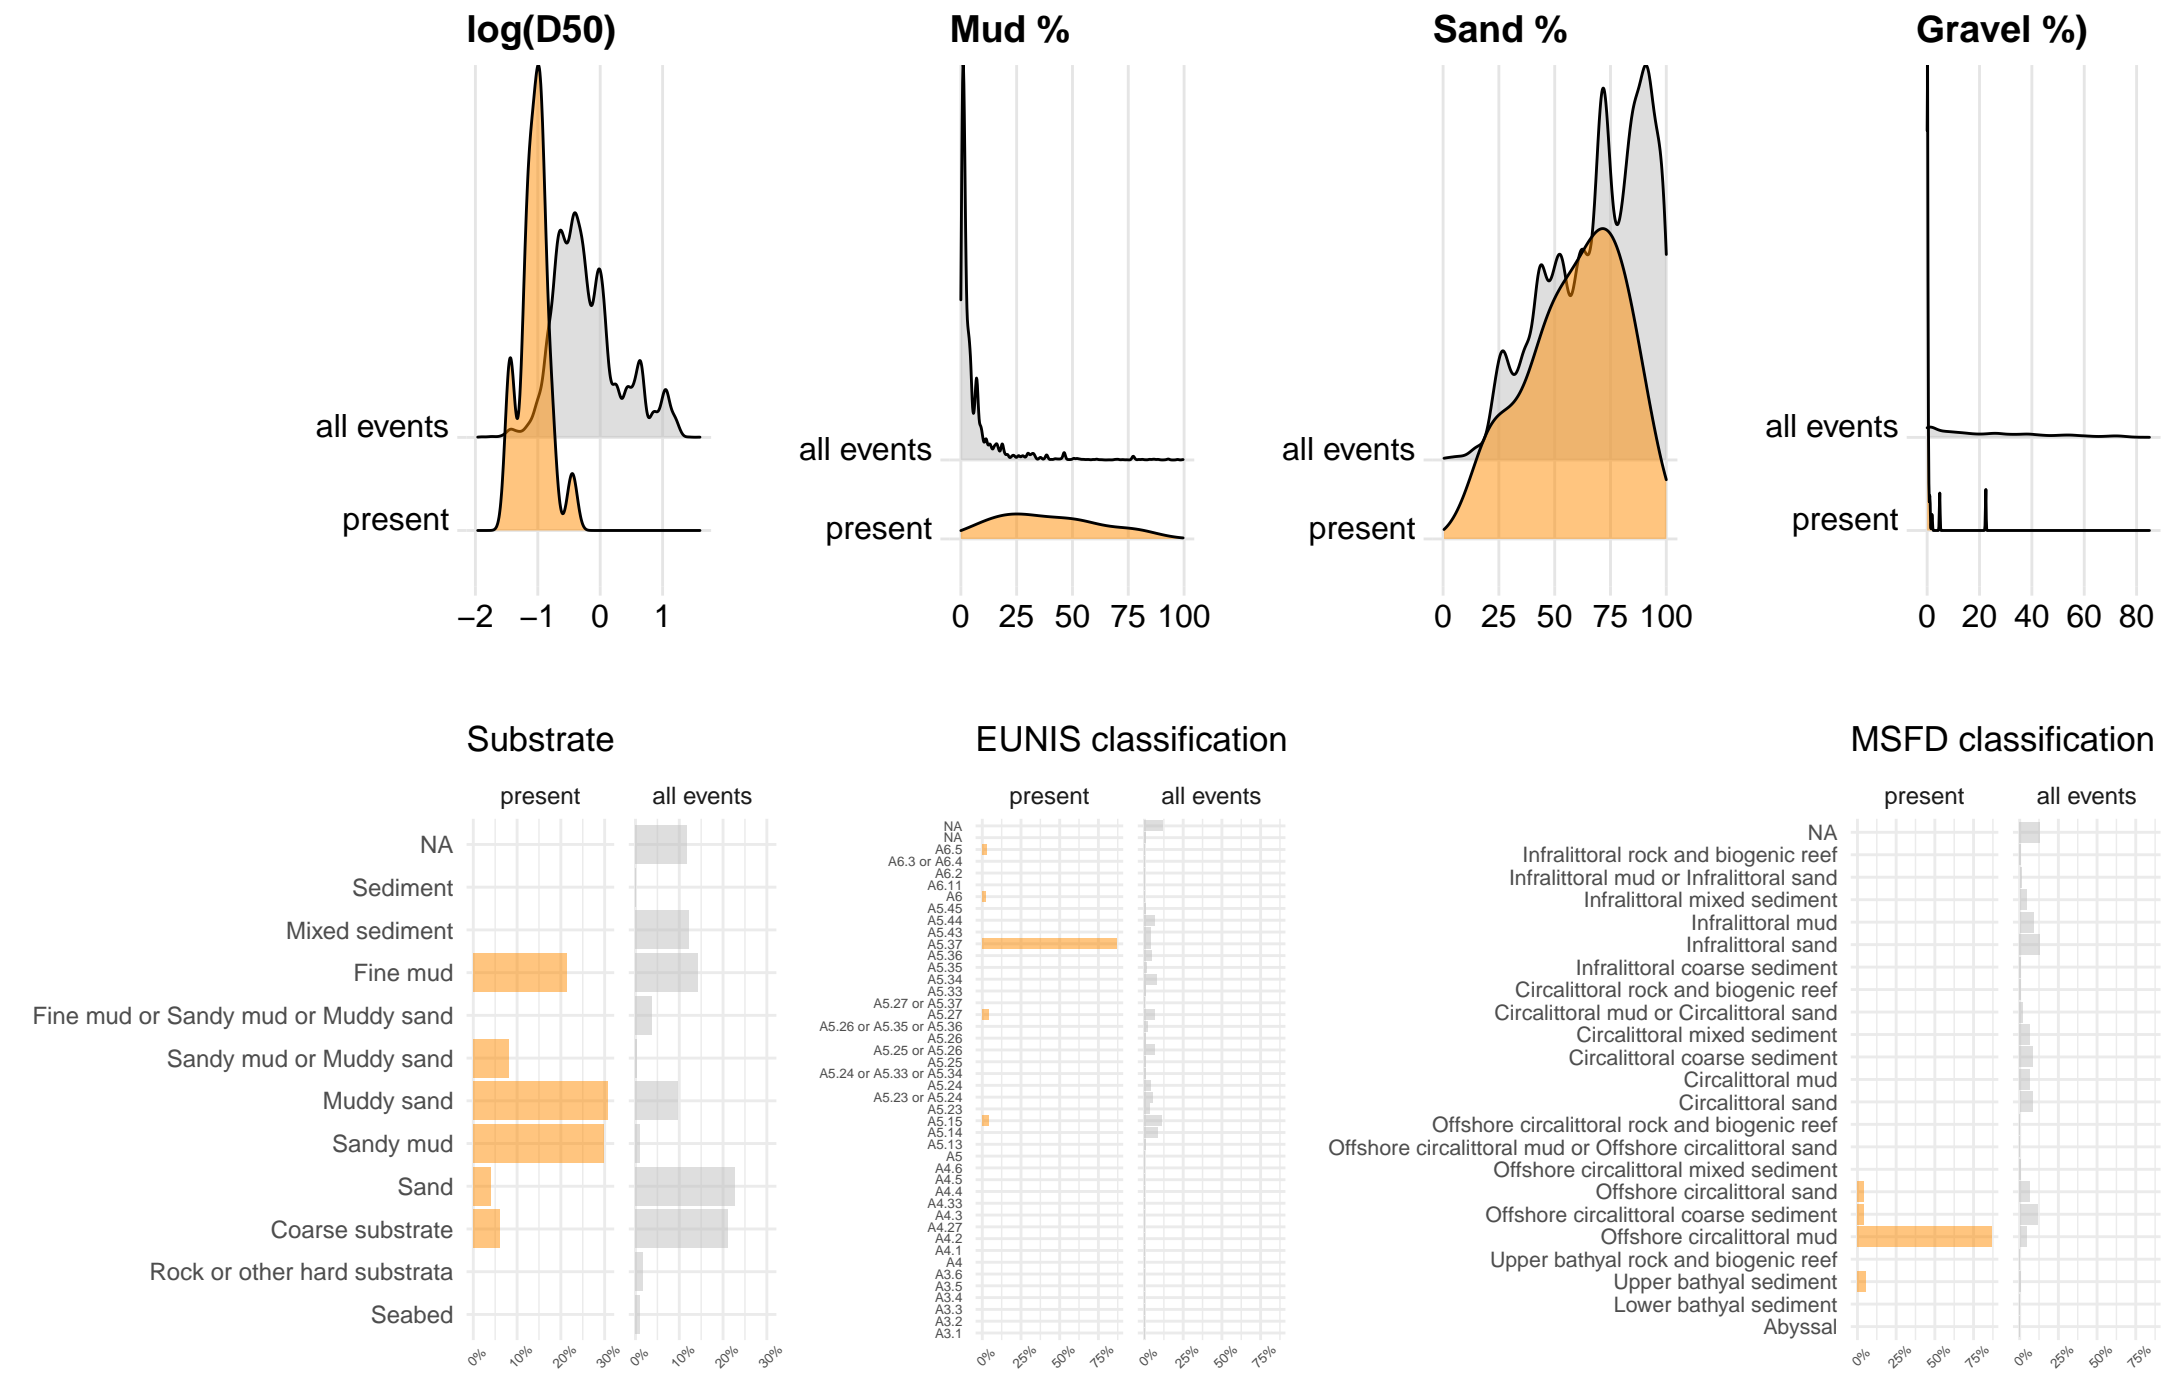 log(D50)
Mud %
Sand %
Gravel %)
all events
present
−2 −1 0 1
all events
present
0 25 50 75 100
all events
present
0 25 50 75 100
all events
present
0 20 40 60 80
Substrate
present all events
NA
Sediment
Mixed sediment
Fine mud
Fine mud or Sandy mud or Muddy sand
Sandy mud or Muddy sand
Muddy sand
Sandy mud
Sand
Coarse substrate
Rock or other hard substrata
Seabed
0% 10% 20% 30% 0% 10% 20% 30%
EUNIS classification
present all events
NA
NA
A6.5
A6.3 or A6.4
A6.2
A6.11
A6
A5.45
A5.44
A5.43
A5.37
A5.36
A5.35
A5.34
A5.33
A5.27 or A5.37
A5.27
A5.26 or A5.35 or A5.36
A5.26
A5.25 or A5.26
A5.25
A5.24 or A5.33 or A5.34
A5.24
A5.23 or A5.24
A5.23
A5.15
A5.14
A5.13
A5
A4.6
A4.5
A4.4
A4.33
A4.3
A4.27
A4.2
A4.1
A4
A3.6
A3.5
A3.4
A3.3
A3.2
A3.1
0% 25% 50% 75% 0% 25% 50% 75%
MSFD classification
present all events
NA
Infralittoral rock and biogenic reef
Infralittoral mud or Infralittoral sand
Infralittoral mixed sediment
Infralittoral mud
Infralittoral sand
Infralittoral coarse sediment
Circalittoral rock and biogenic reef
Circalittoral mud or Circalittoral sand
Circalittoral mixed sediment
Circalittoral coarse sediment
Circalittoral mud
Circalittoral sand
Offshore circalittoral rock and biogenic reef
Offshore circalittoral mud or Offshore circalittoral sand
Offshore circalittoral mixed sediment
Offshore circalittoral sand
Offshore circalittoral coarse sediment
Offshore circalittoral mud
Upper bathyal rock and biogenic reef
Upper bathyal sediment
Lower bathyal sediment
Abyssal
0% 25% 50% 75% 0% 25% 50% 75%